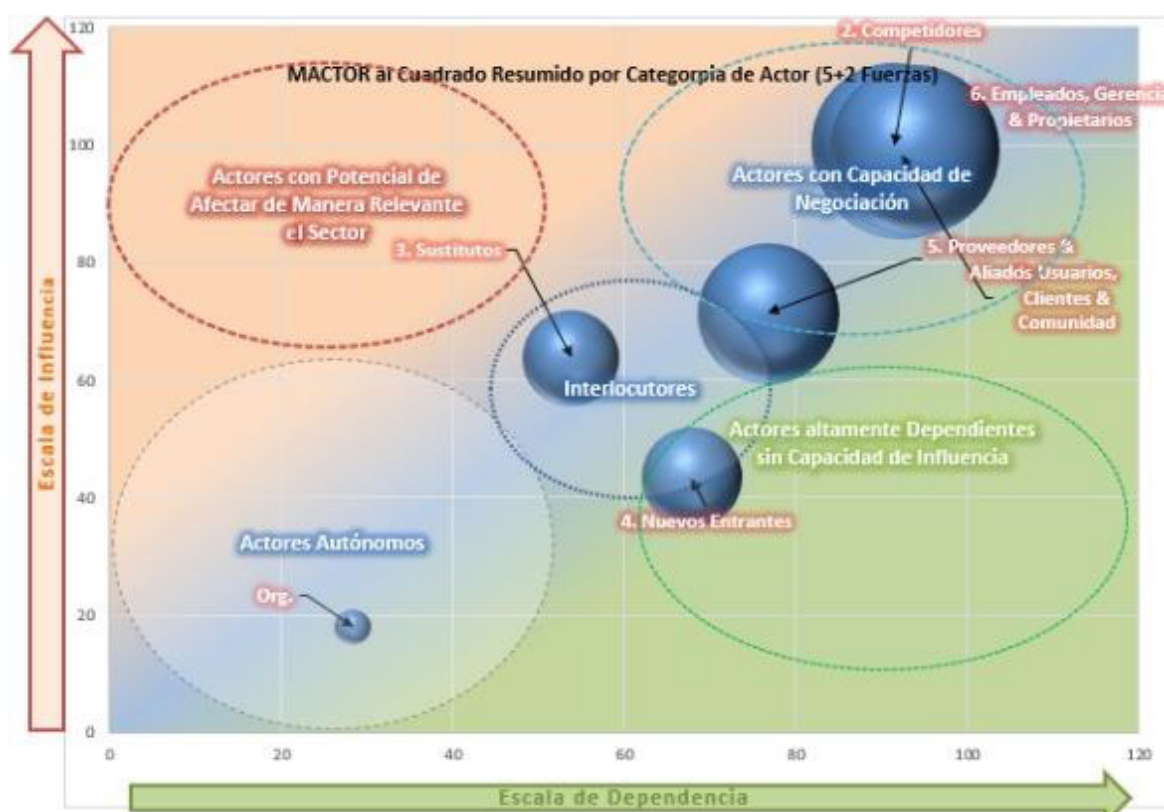 MACTOR al Cuadrado Resumido por Categorpia de Actor (5+2 Fuerzas)
Escala de Influencia
120
100
80
60
40
20
0
2. Competidores
6. Empleados, Gerencia
& Propietarios
Actores con Potencial de
Afectar de Manera Relevante
el Sector
Actores con Capacidad de
Negociación
3. Sustitutos
5. Proveedores &
Aliados Usuarios,
Clientes &
Comunidad
Interlocutores
Actores altamente Dependientes
sin Capacidad de Influencia
4. Nuevos Entrantes
Actores Autónomos
Org.
0
20
40
60
80
100
120
Escala de Dependencia